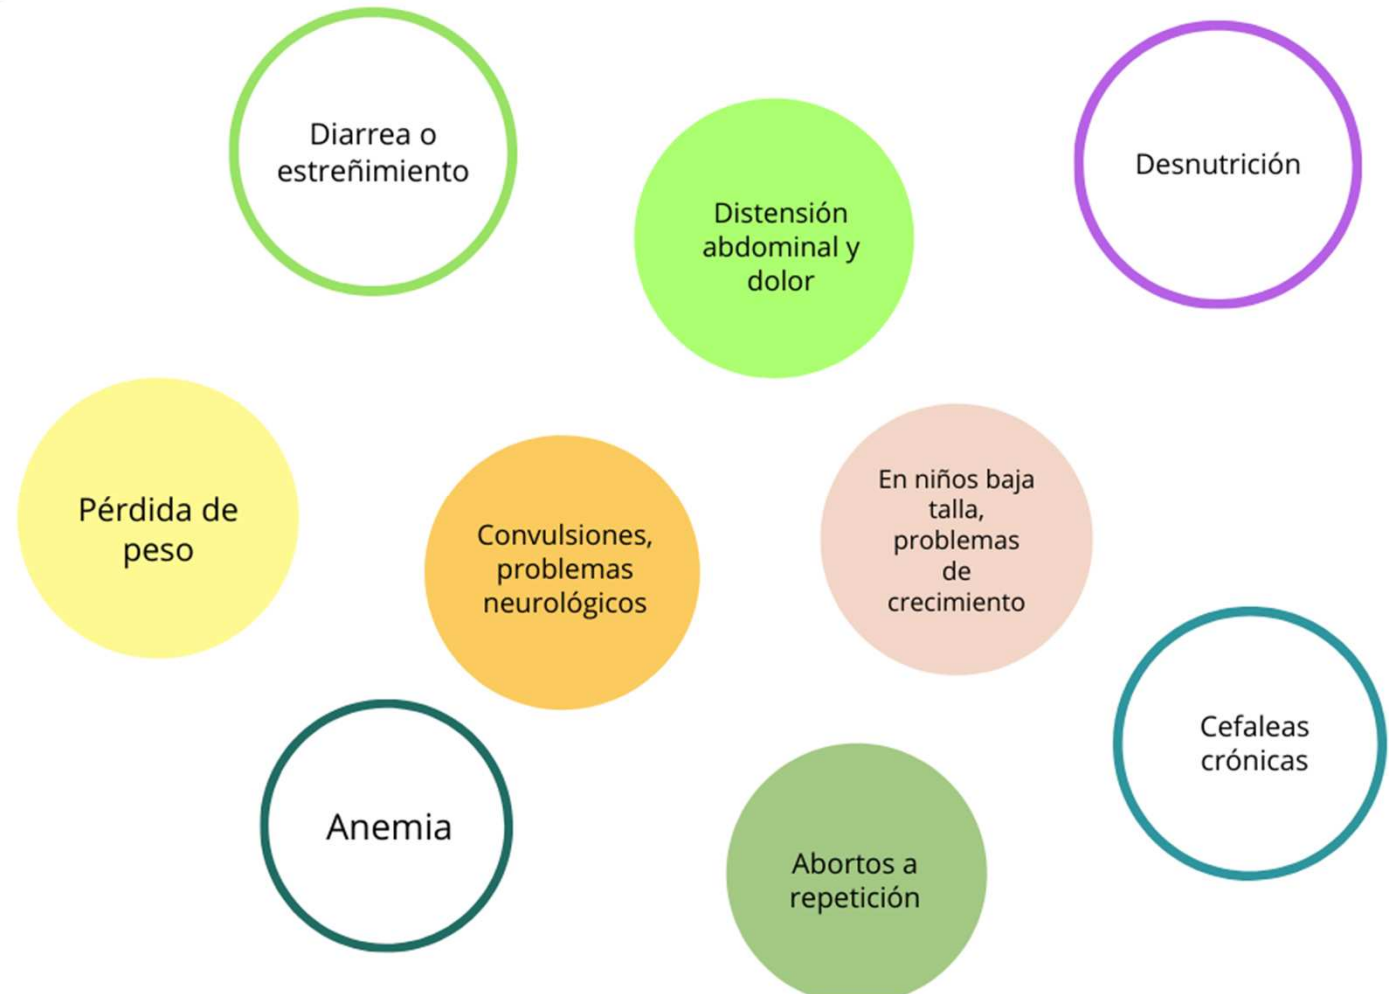 Diarrea o
estreñimiento
Distensión
abdominal y
dolor
Desnutrición
Pérdida de
peso
Convulsiones,
problemas
neurológicos
En niños baja
talla,
problemas
de
crecimiento
Anemia
Abortos a
repetición
Cefaleas
crónicas